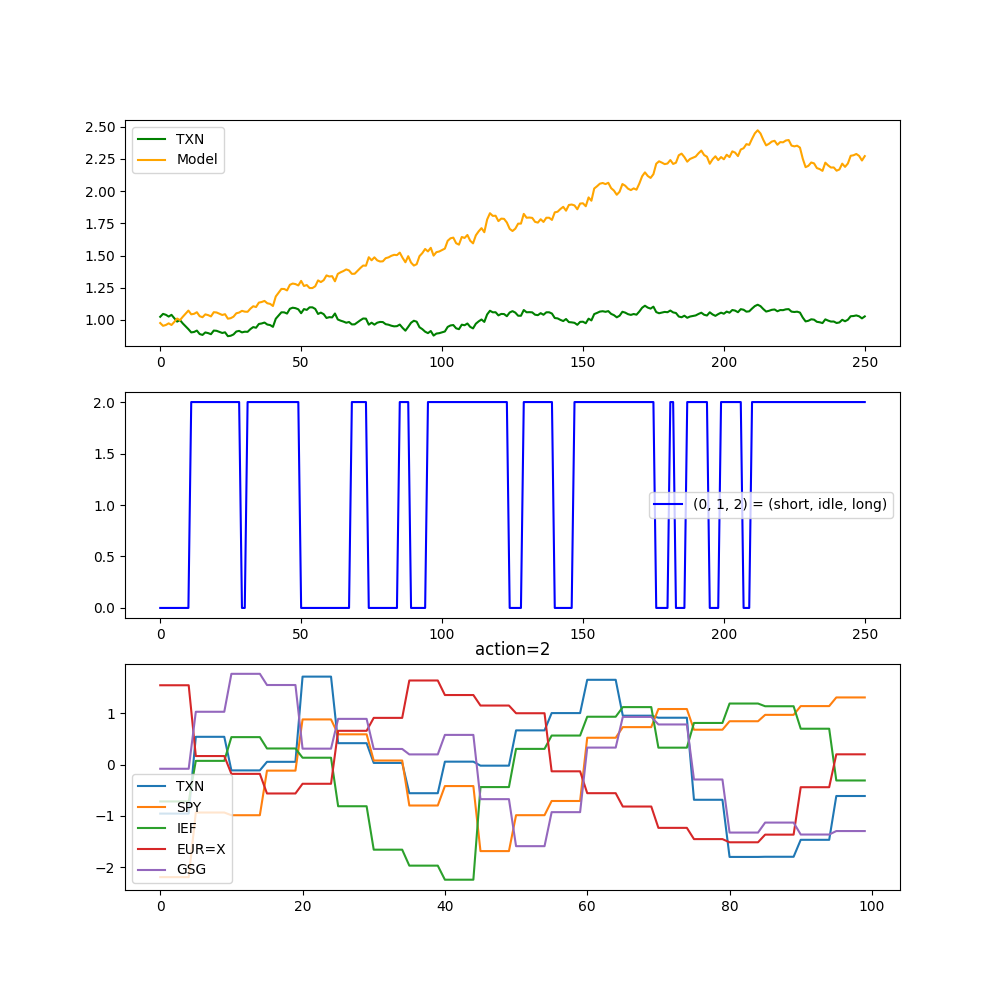 2.50
2.25
2.00
1.75
1.50
1.25
1.00
TXN
Model
0 50 100 150 200 250
2.0
1.5
1.0
0.5
0.0
(0, 1, 2) = (short, idle, long)
0 50 100 150 200 250
action=2
1
0
−1
−2
TXN
SPY
IEF
EUR=X
GSG
0 20 40 60 80 100